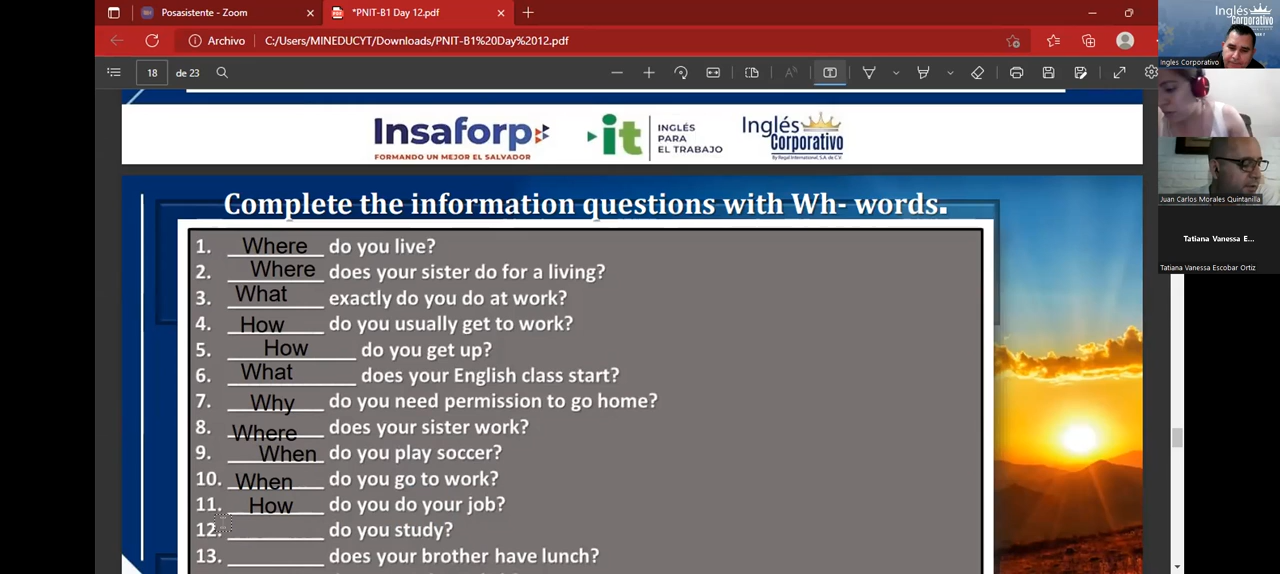 Posasistente - Zoom
*PNIT-B1 Day 12.pdf
Archivo
C:/Users/MINEDUCYT/Downloads/PNIT-B1%20Day%2012.pdf
18 de 23
Insaforp
FORMANDO UN MEJOR EL SALVADOR
it
INGLÉS
PARA
EL TRABAJO
Inglés
Corporativo
By Regal International, S.A. de C.V.
Complete the information questions with Wh- words.
1. Where do you live?
2. Where does your sister do for a living?
3. What exactly do you do at work?
4. How do you usually get to work?
5. How do you get up?
6. What does your English class start?
7. Why do you need permission to go home?
8. Where does your sister work?
9. When do you play soccer?
10. When do you go to work?
11. How do you do your job?
12. __________ do you study?
13. __________ does your brother have lunch?
Inglés
Corporativo
Ingles Corporativo
Juan Carlos Morales Quintanilla
Tatiana Vanessa E...
Tatiana Vanessa Escobar Ortiz